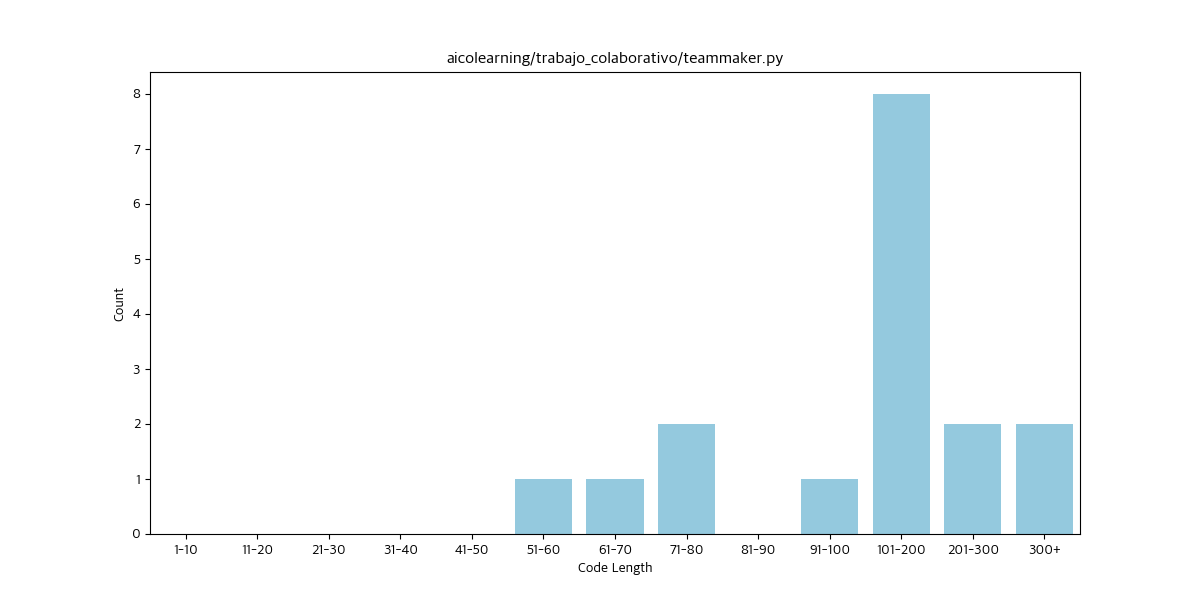 aicolearning/trabajo_colaborativo/teammaker.py
8
7
6
5
4
3
2
1
0
Count
1-10 11-20 21-30 31-40 41-50 51-60 61-70 71-80 81-90 91-100 101-200 201-300 300+
Code Length